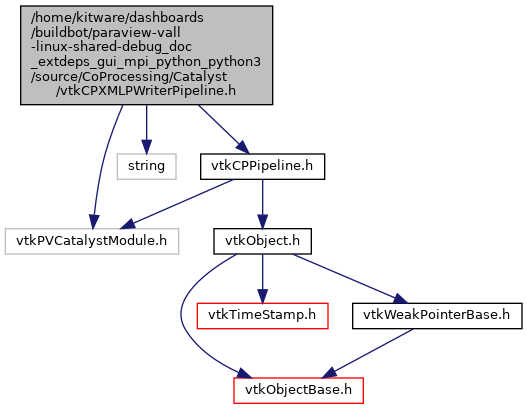 /home/kitware/dashboards
/buildbot/paraview-vall
-linux-shared-debug_doc
_extdeps_gui_mpi_python_python3
/source/CoProcessing/Catalyst
/vtkCPXMLPWriterPipeline.h
string
vtkCPPipeline.h
vtkPVCatalystModule.h
vtkObject.h
vtkTimeStamp.h
vtkWeakPointerBase.h
vtkObjectBase.h